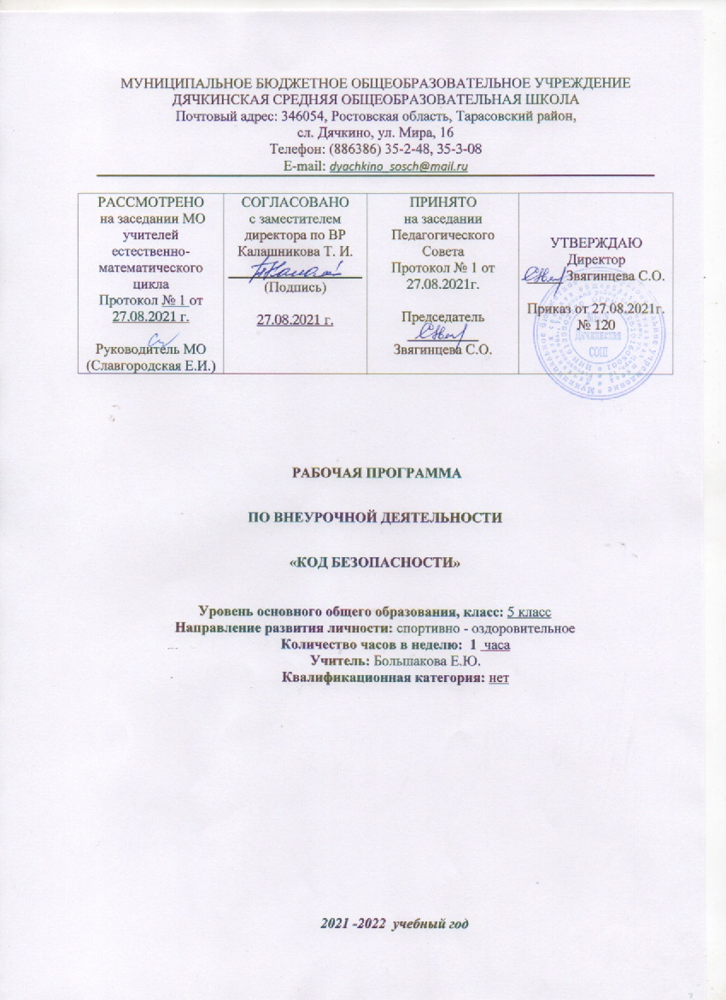 МУНИЦИПАЛЬНОЕ БЮДЖЕТНОЕ ОБЩЕОБРАЗОВАТЕЛЬНОЕ УЧРЕЖДЕНИЕ
ДЯЧКИНСКАЯ СРЕДНЯЯ ОБЩЕОБРАЗОВАТЕЛЬНАЯ ШКОЛА
Почтовый адрес: 346054, Ростовская область, Тарасовский район,
сл. Дячкино, ул. Мира, 16
Телефон: (886386) 35-2-48, 35-3-08
E-mail: dyachkino_sosch@mail.ru
РАССМОТРЕНО
на заседании МО
учителей
естественно-
математического
цикла
Протокол № 1 от
27.08.2021 г.
Руководитель МО
(Славгородская Е.И.)
СОГЛАСОВАНО
с заместителем
директора по ВР
Калашникова Т. И.
(Подпись)
27.08.2021 г.
ПРИНЯТО
на заседании
Педагогического
Совета
Протокол № 1 от
27.08.2021г.
Председатель
Звягинцева С.О.
УТВЕРЖДАЮ
Директор
Звягинцева С.О.
Приказ от 27.08.2021г.
№ 120
Дячкинская
СОШ
РАБОЧАЯ ПРОГРАММА
ПО ВНЕУРОЧНОЙ ДЕЯТЕЛЬНОСТИ
«КОД БЕЗОПАСНОСТИ»
Уровень основного общего образования, класс: 5 класс
Направление развития личности: спортивно - оздоровительное
Количество часов в неделю: 1 часа
Учитель: Большакова Е.Ю.
Квалификационная категория: нет
2021 -2022 учебный год